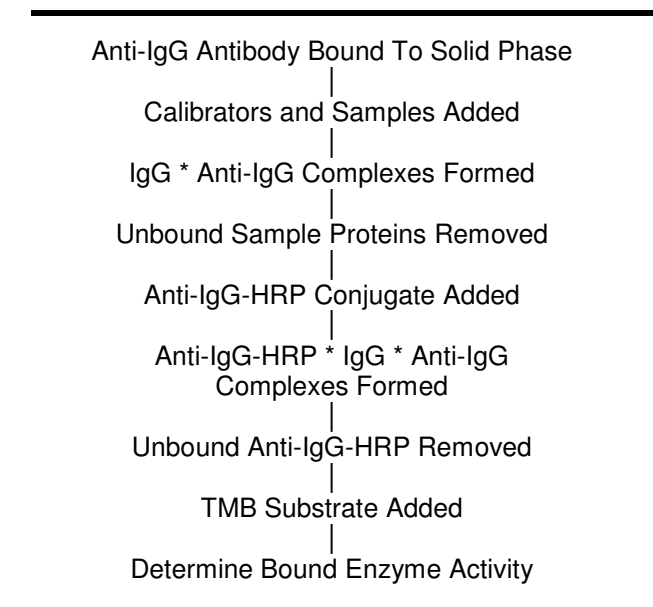 Anti-IgG Antibody Bound To Solid Phase
Calibrators and Samples Added
IgG * Anti-IgG Complexes Formed
Unbound Sample Proteins Removed
Anti-IgG-HRP Conjugate Added
Anti-IgG-HRP * IgG * Anti-IgG
Complexes Formed
Unbound Anti-IgG-HRP Removed
TMB Substrate Added
Determine Bound Enzyme Activity